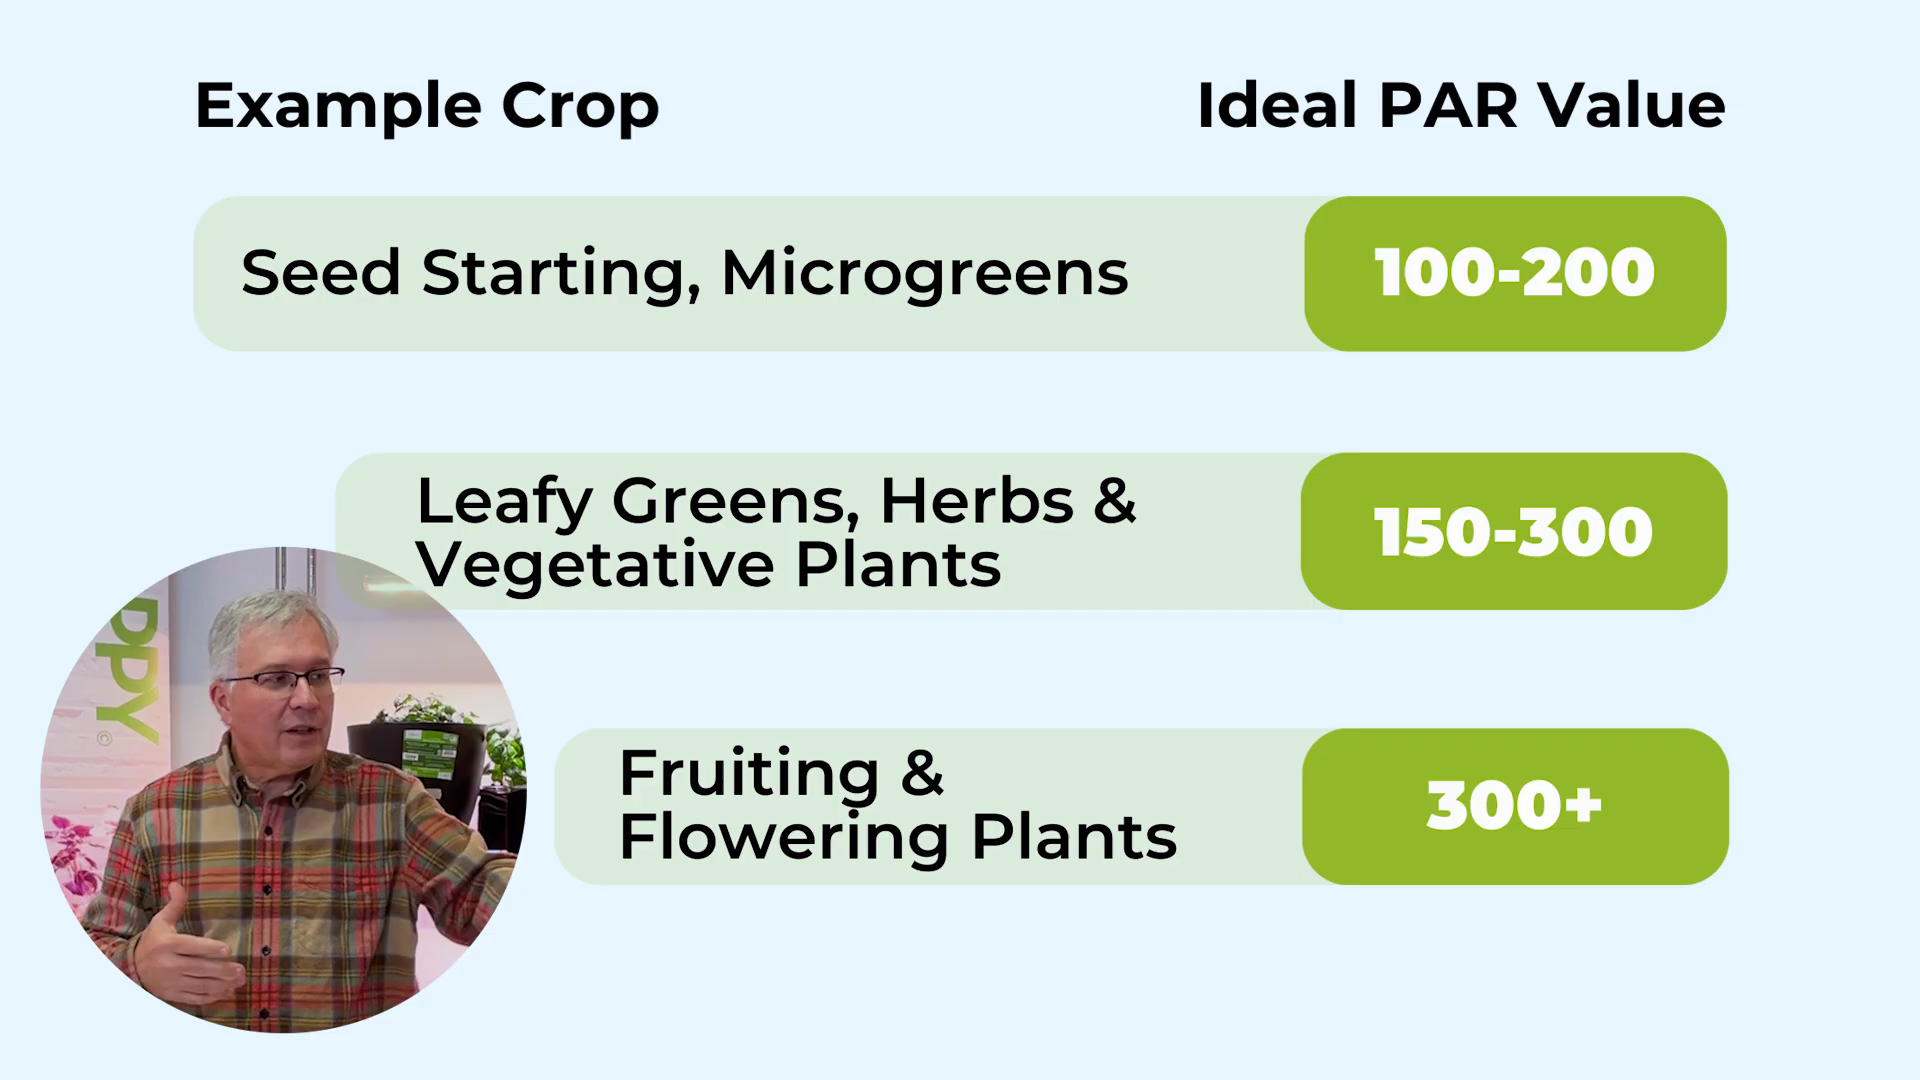 Example Crop
Ideal PAR Value
Seed Starting, Microgreens
100-200
Leafy Greens, Herbs &
Vegetative Plants
150-300
Fruiting &
Flowering Plants
300+